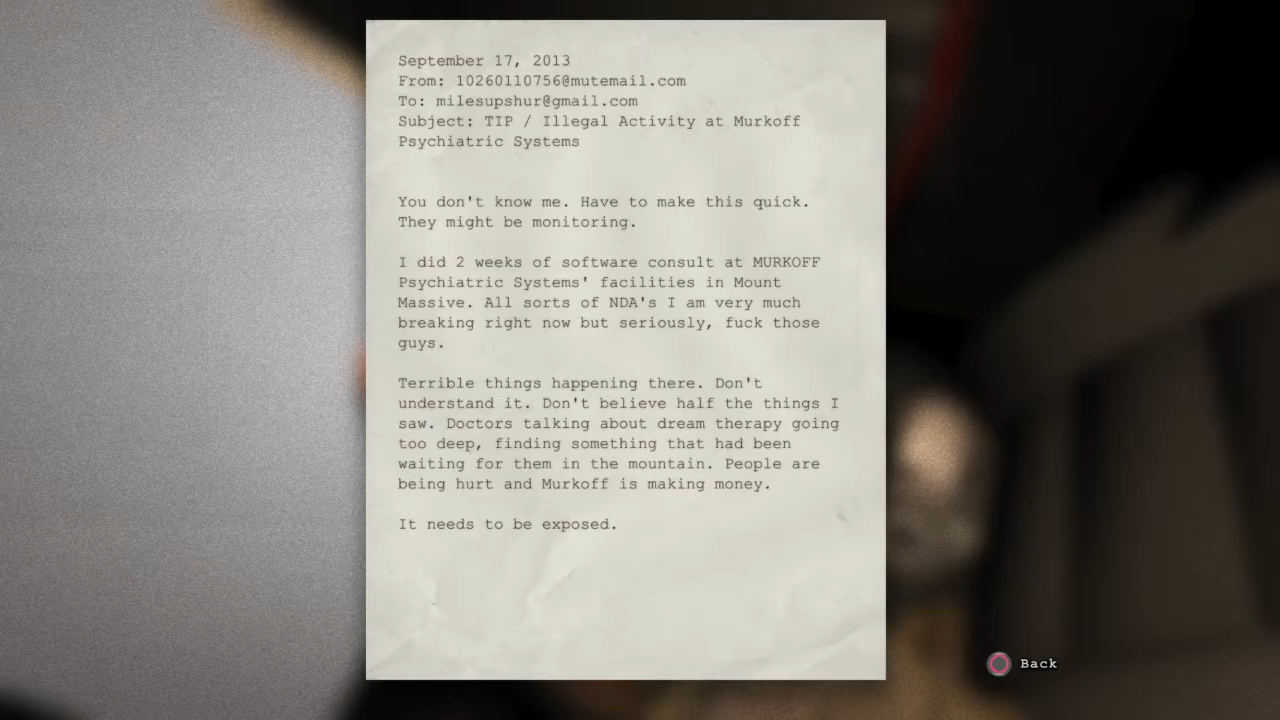 September 17, 2013
From: 10260110756@mutemail.com
To: milesupshur@gmail.com
Subject: TIP / Illegal Activity at Murkoff
Psychiatric Systems
You don't know me. Have to make this quick.
They might be monitoring.
I did 2 weeks of software consult at MURKOFF
Psychiatric Systems' facilities in Mount
Massive. All sorts of NDA's I am very much
breaking right now but seriously, fuck those
guys.
Terrible things happening there. Don't
understand it. Don't believe half the things I
saw. Doctors talking about dream therapy going
too deep, finding something that had been
waiting for them in the mountain. People are
being hurt and Murkoff is making money.
It needs to be exposed.
Back